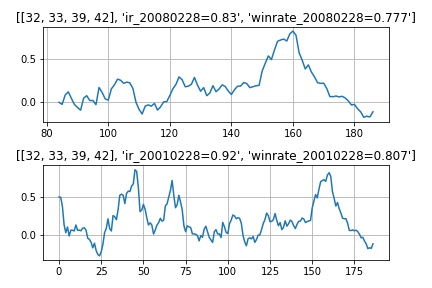 [[32, 33, 39, 42], 'ir_20080228=0.83', 'winrate_20080228=0.777']
0.5
0.0
80 100 120 140 160 180
[[32, 33, 39, 42], 'ir_20010228=0.92', 'winrate_20010228=0.807']
0.5
0.0
0 25 50 75 100 125 150 175